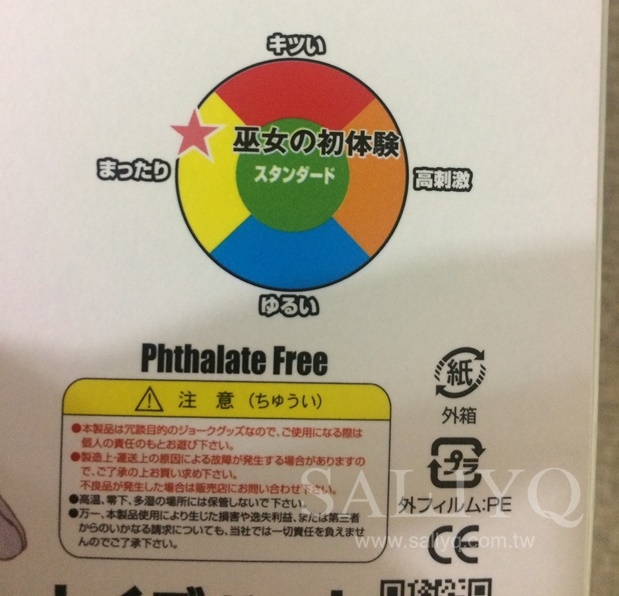 キツい
巫女の初体験
スタンダード
まったり
高刺激
ゆるい
Phthalate Free
注 意 (ちゅうい)
●本製品は冗談目的のジョークグッズなので、ご使用になる際は
個人の責任のもとお遊び下さい。
●製造上・運送上の原因による故障が発生する場合がありますの
で、ご了承の上お買い求め下さい。
不良品が発生した場合は販売店にお問い合わせ下さい。
●高温、零下、多湿の場所には保管しないで下さい。
●万一、本製品使用により生じた損害や逸失利益、または第三者
からのいかなる請求についても、当社では一切責任を負えませ
んのでご了承下さい。
紙
外箱
プラ
外フィルム:PE
CE
SALLYQ
www.sallyq.com.tw